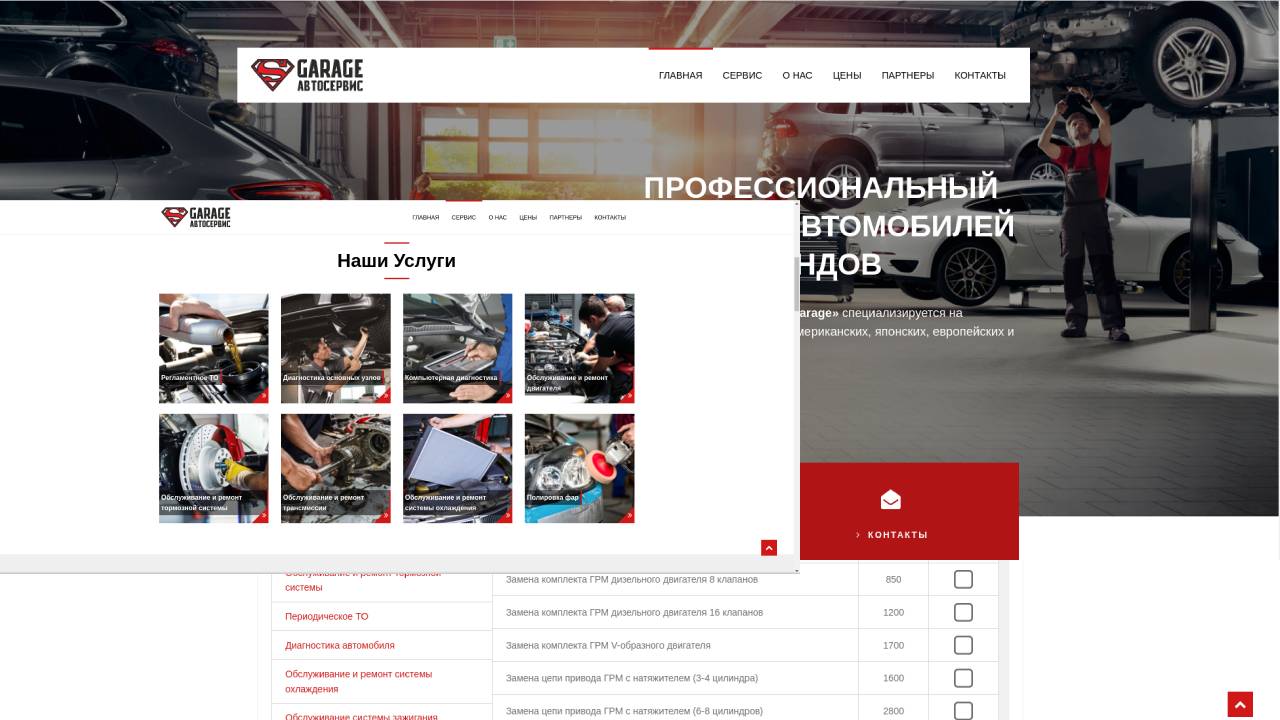 GARAGE
АВТОСЕРВИС
ГЛАВНАЯ СЕРВИС О НАС ЦЕНЫ ПАРТНЕРЫ КОНТАКТЫ
ПРОФЕССИОНАЛЬНЫЙ
ВТОМОБИЛЕЙ
НДОВ
arage» специализируется на
мериканских, японских, европейских и
GARAGE
АВТОСЕРВИС
ГЛАВНАЯ СЕРВИС О НАС ЦЕНЫ ПАРТНЕРЫ КОНТАКТЫ
Наши Услуги
Регламентное ТО
Диагностика основных узлов
Компьютерная диагностика
Обслуживание и ремонт
двигателя
Обслуживание и ремонт
тормозной системы
Обслуживание и ремонт
трансмиссии
Обслуживание и ремонт
системы охлаждения
Полировка фар
КОНТАКТЫ
Обслуживание и ремонт тормозной
системы
Периодическое ТО
Диагностика автомобиля
Обслуживание и ремонт системы
охлаждения
Обслуживание системы зажигания
Замена комплекта ГРМ дизельного двигателя 8 клапанов 850
Замена комплекта ГРМ дизельного двигателя 16 клапанов 1200
Замена комплекта ГРМ V-образного двигателя 1700
Замена цепи привода ГРМ с натяжителем (3-4 цилиндра) 1600
Замена цепи привода ГРМ с натяжителем (6-8 цилиндров) 2800